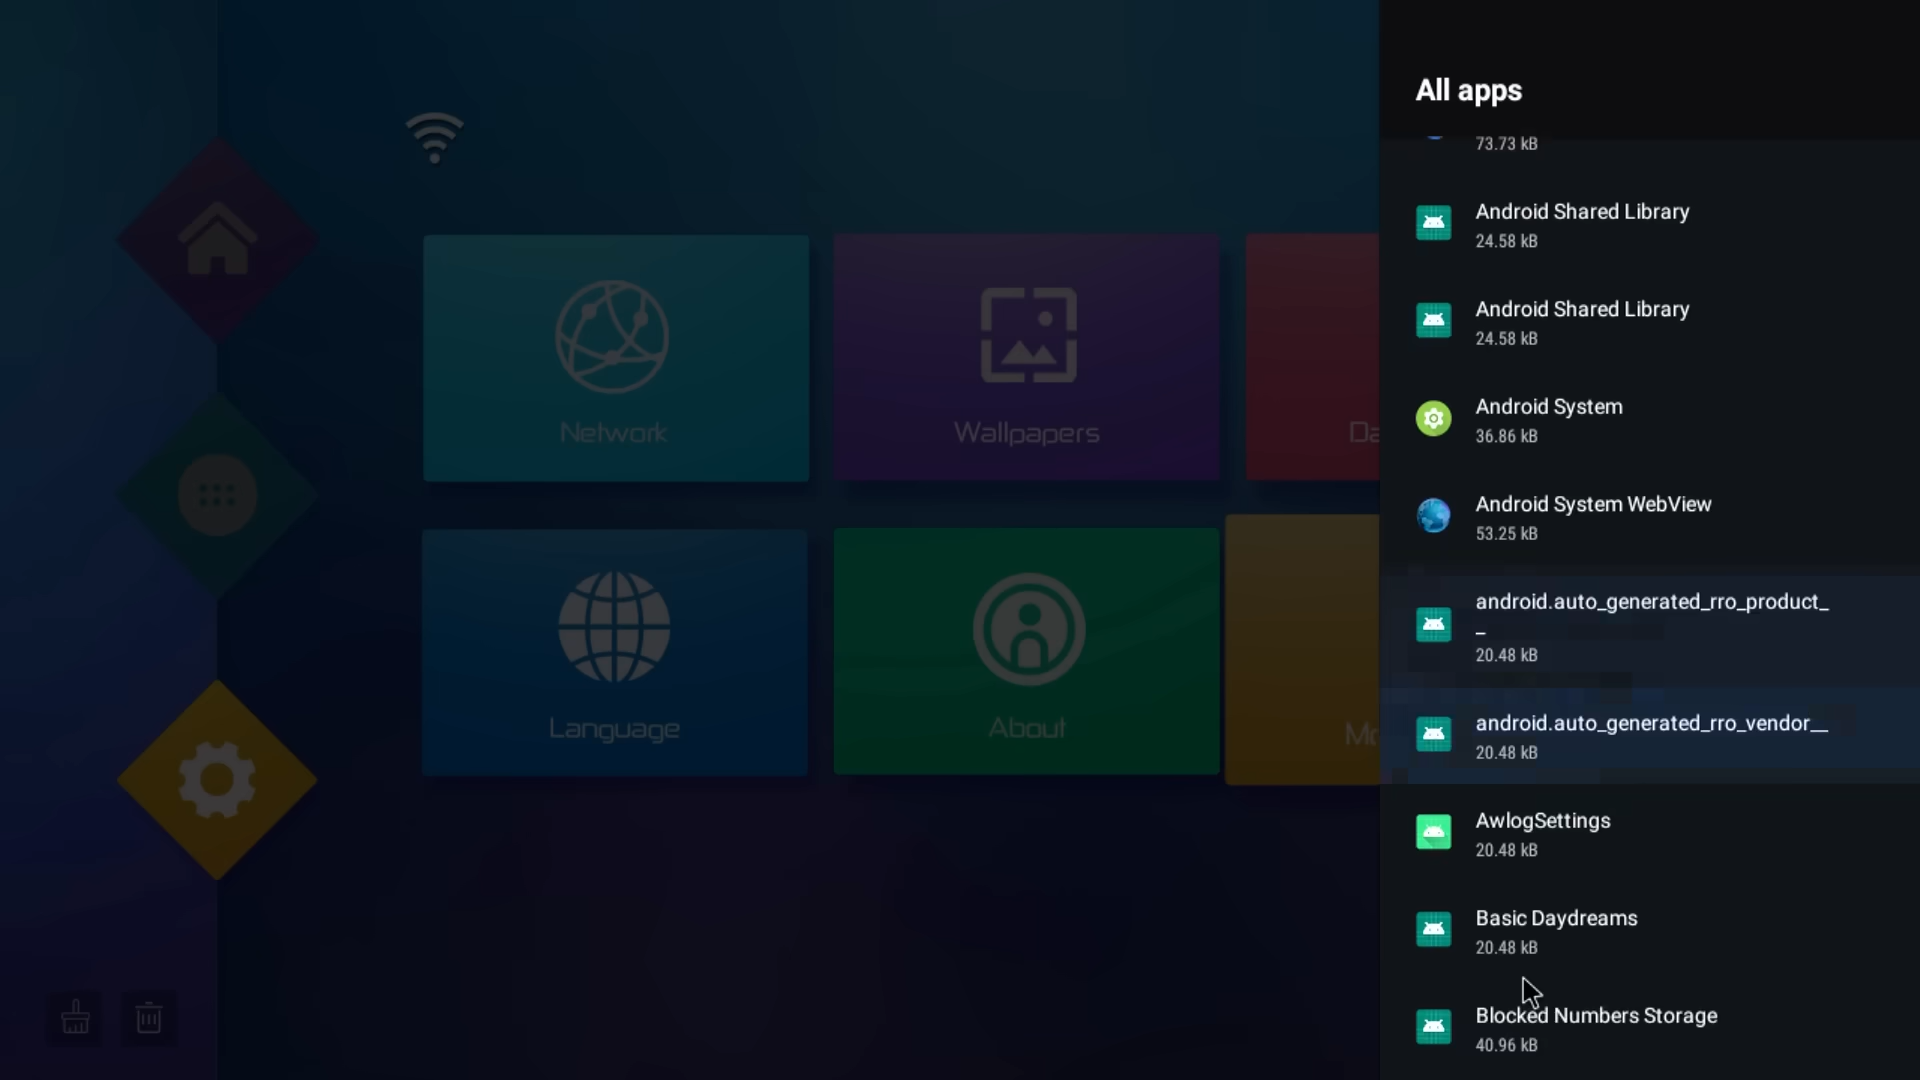 All apps
73.73 kB
Android Shared Library
24.58 kB
Android Shared Library
24.58 kB
Android System
36.86 kB
Android System WebView
53.25 kB
android.auto_generated_rro_product_
_
20.48 kB
android.auto_generated_rro_vendor__
20.48 kB
AwlogSettings
20.48 kB
Basic Daydreams
20.48 kB
Blocked Numbers Storage
40.96 kB
Network
Wallpapers
Da
Language
About
Mo